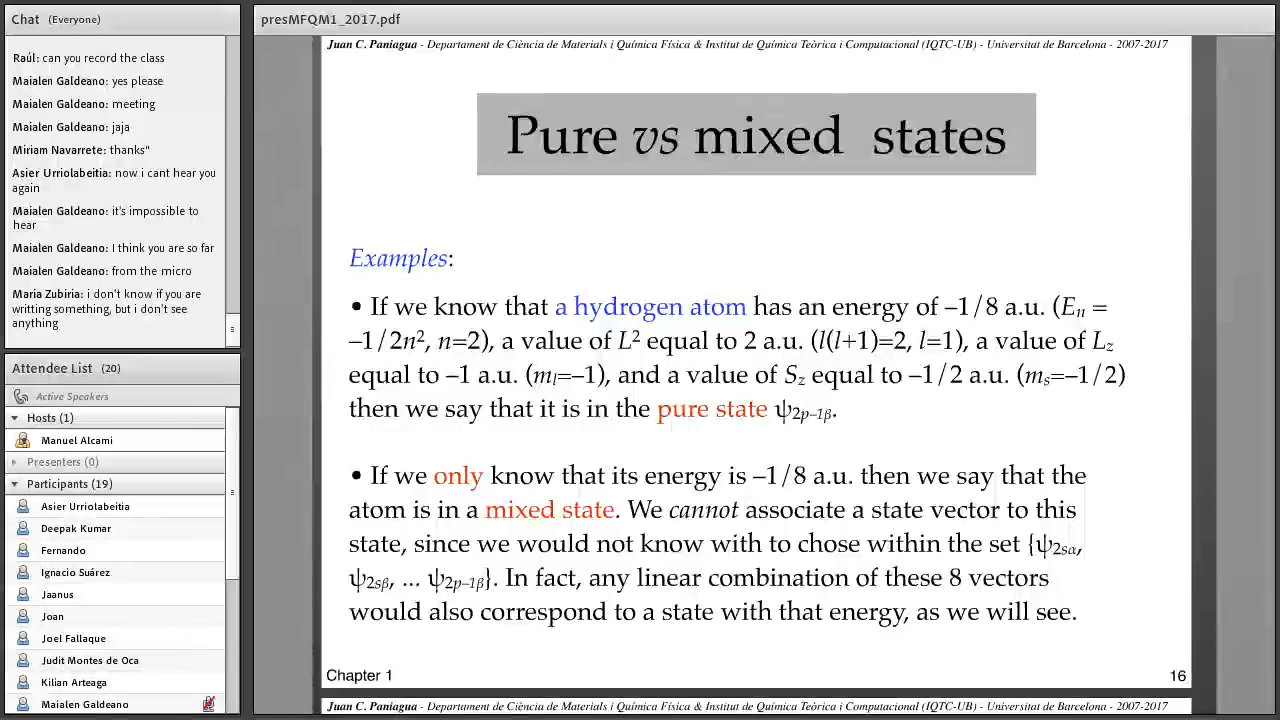 Chat (Everyone)
Raúl: can you record the class
Maialen Galdeano: yes please
Maialen Galdeano: meeting
Maialen Galdeano: jaja
Miriam Navarrete: thanks"
Asier Urriolabeitia: now i cant hear you
again
Maialen Galdeano: it's impossible to
hear
Maialen Galdeano: I think you are so far
Maialen Galdeano: from the micro
Maria Zubiria: i don't know if you are
writting something, but i don't see
anything
Attendee List (20)
Active Speakers
Hosts (1)
Manuel Alcami
Presenters (0)
Participants (19)
Asier Urriolabeitia
Deepak Kumar
Fernando
Ignacio Suárez
Jaanus
Joan
Joel Fallaque
Judit Montes de Oca
Kilian Arteaga
Maialen Galdeano
presMFQM1_2017.pdf
Juan C. Paniagua - Departament de Ciència de Materials i Química Física & Institut de Química Teòrica i Computacional (IQTC-UB) - Universitat de Barcelona - 2007-2017
Pure vs mixed states
Examples:
• If we know that a hydrogen atom has an energy of –1/8 a.u. (Eₙ =
–1/2n², n=2), a value of L² equal to 2 a.u. (l(l+1)=2, l=1), a value of L_z
equal to –1 a.u. (m_l=–1), and a value of S_z equal to –1/2 a.u. (m_s=–1/2)
then we say that it is in the pure state ψ2p–1β.
• If we only know that its energy is –1/8 a.u. then we say that the
atom is in a mixed state. We cannot associate a state vector to this
state, since we would not know with to chose within the set {ψ2sα,
ψ2sβ, ... ψ2p–1β}. In fact, any linear combination of these 8 vectors
would also correspond to a state with that energy, as we will see.
Chapter 1
16
Juan C. Paniagua - Departament de Ciència de Materials i Química Física & Institut de Química Teòrica i Computacional (IQTC-UB) - Universitat de Barcelona - 2007-2017